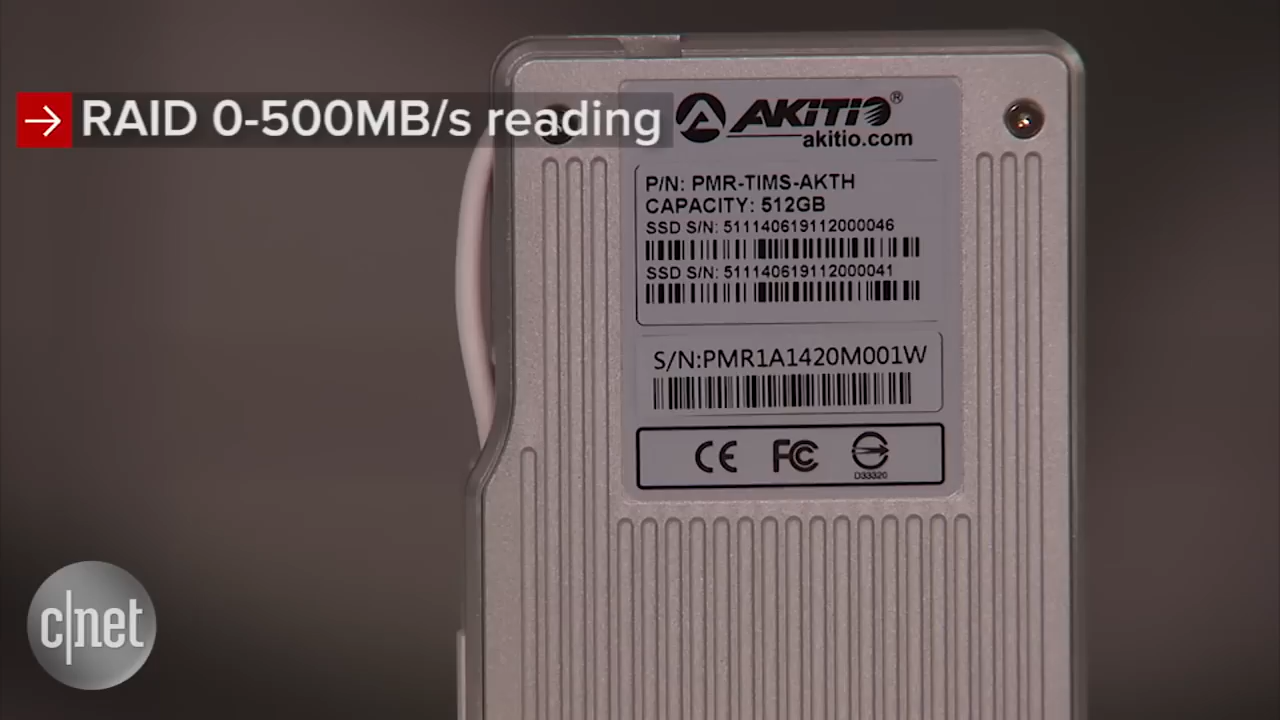 RAID 0-500MB/s reading
AKiTiO®
akitio.com
P/N: PMR-TIMS-AKTH
CAPACITY: 512GB
SSD S/N: 511140619112000046
SSD S/N: 511140619112000041
S/N:PMR1A1420M001W
CE FC
D33320
c|net